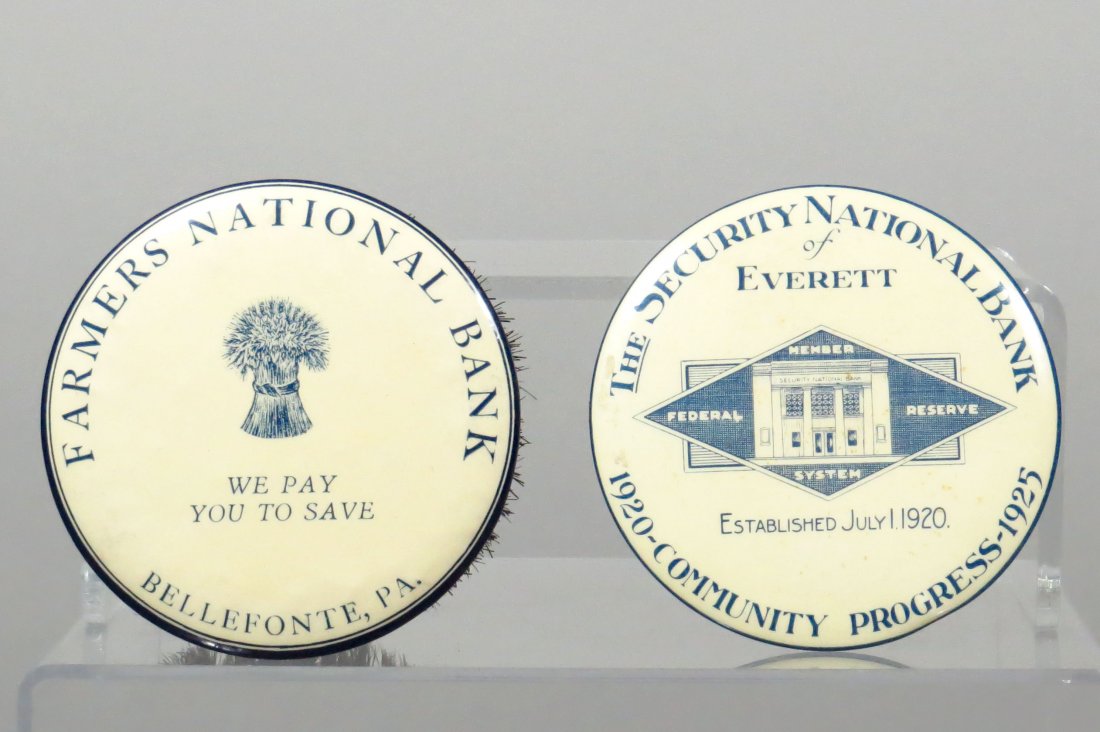 FARMERS NATIONAL BANK
WE PAY
YOU TO SAVE
BELLEFONTE, PA.
THE SECURITY NATIONAL BANK
of
EVERETT
MEMBER
SECURITY NATIONAL BANK
FEDERAL RESERVE
SYSTEM
ESTABLISHED JULY 1. 1920.
1920-COMMUNITY PROGRESS-1925